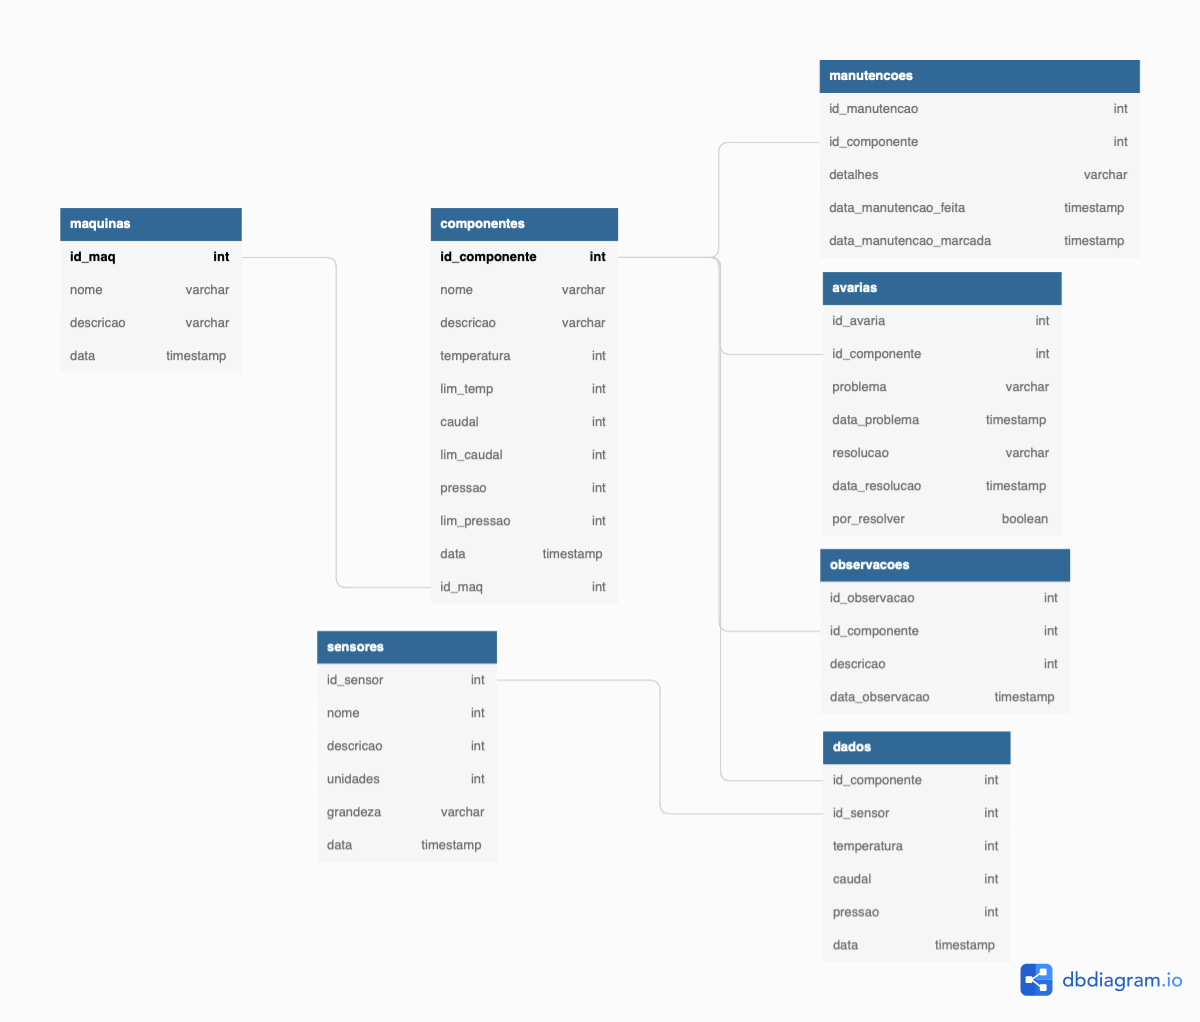 maquinas
id_maq int
nome varchar
descricao varchar
data timestamp
componentes
id_componente int
nome varchar
descricao varchar
temperatura int
lim_temp int
caudal int
lim_caudal int
pressao int
lim_pressao int
data timestamp
id_maq int
sensores
id_sensor int
nome int
descricao int
unidades int
grandeza varchar
data timestamp
manutencoes
id_manutencao int
id_componente int
detalhes varchar
data_manutencao_feita timestamp
data_manutencao_marcada timestamp
avarias
id_avaria int
id_componente int
problema varchar
data_problema timestamp
resolucao varchar
data_resolucao timestamp
por_resolver boolean
observacoes
id_observacao int
id_componente int
descricao int
data_observacao timestamp
dados
id_componente int
id_sensor int
temperatura int
caudal int
pressao int
data timestamp
dbdiagram.io